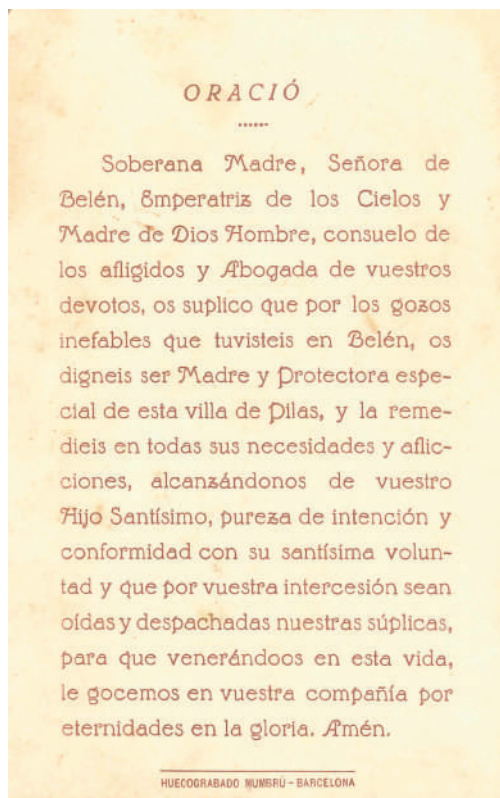 ORACIÓ
Soberana Madre, Señora de
Belén, Emperatriz de los Cielos y
Madre de Dios Hombre, consuelo de
los afligidos y Abogada de vuestros
devotos, os suplico que por los gozos
inefables que tuvisteis en Belén, os
digneis ser Madre y Protectora espe-
cial de esta villa de Pilas, y la reme-
dieis en todas sus necesidades y aflic-
ciones, alcanzándonos de vuestro
Hijo Santísimo, pureza de intención y
conformidad con su santísima volun-
tad y que por vuestra intercesión sean
oídas y despachadas nuestras súplicas,
para que venerándoos en esta vida,
le gocemos en vuestra compañía por
eternidades en la gloria. Amén.
HUECOGRABADO MUMBRÚ - BARCELONA